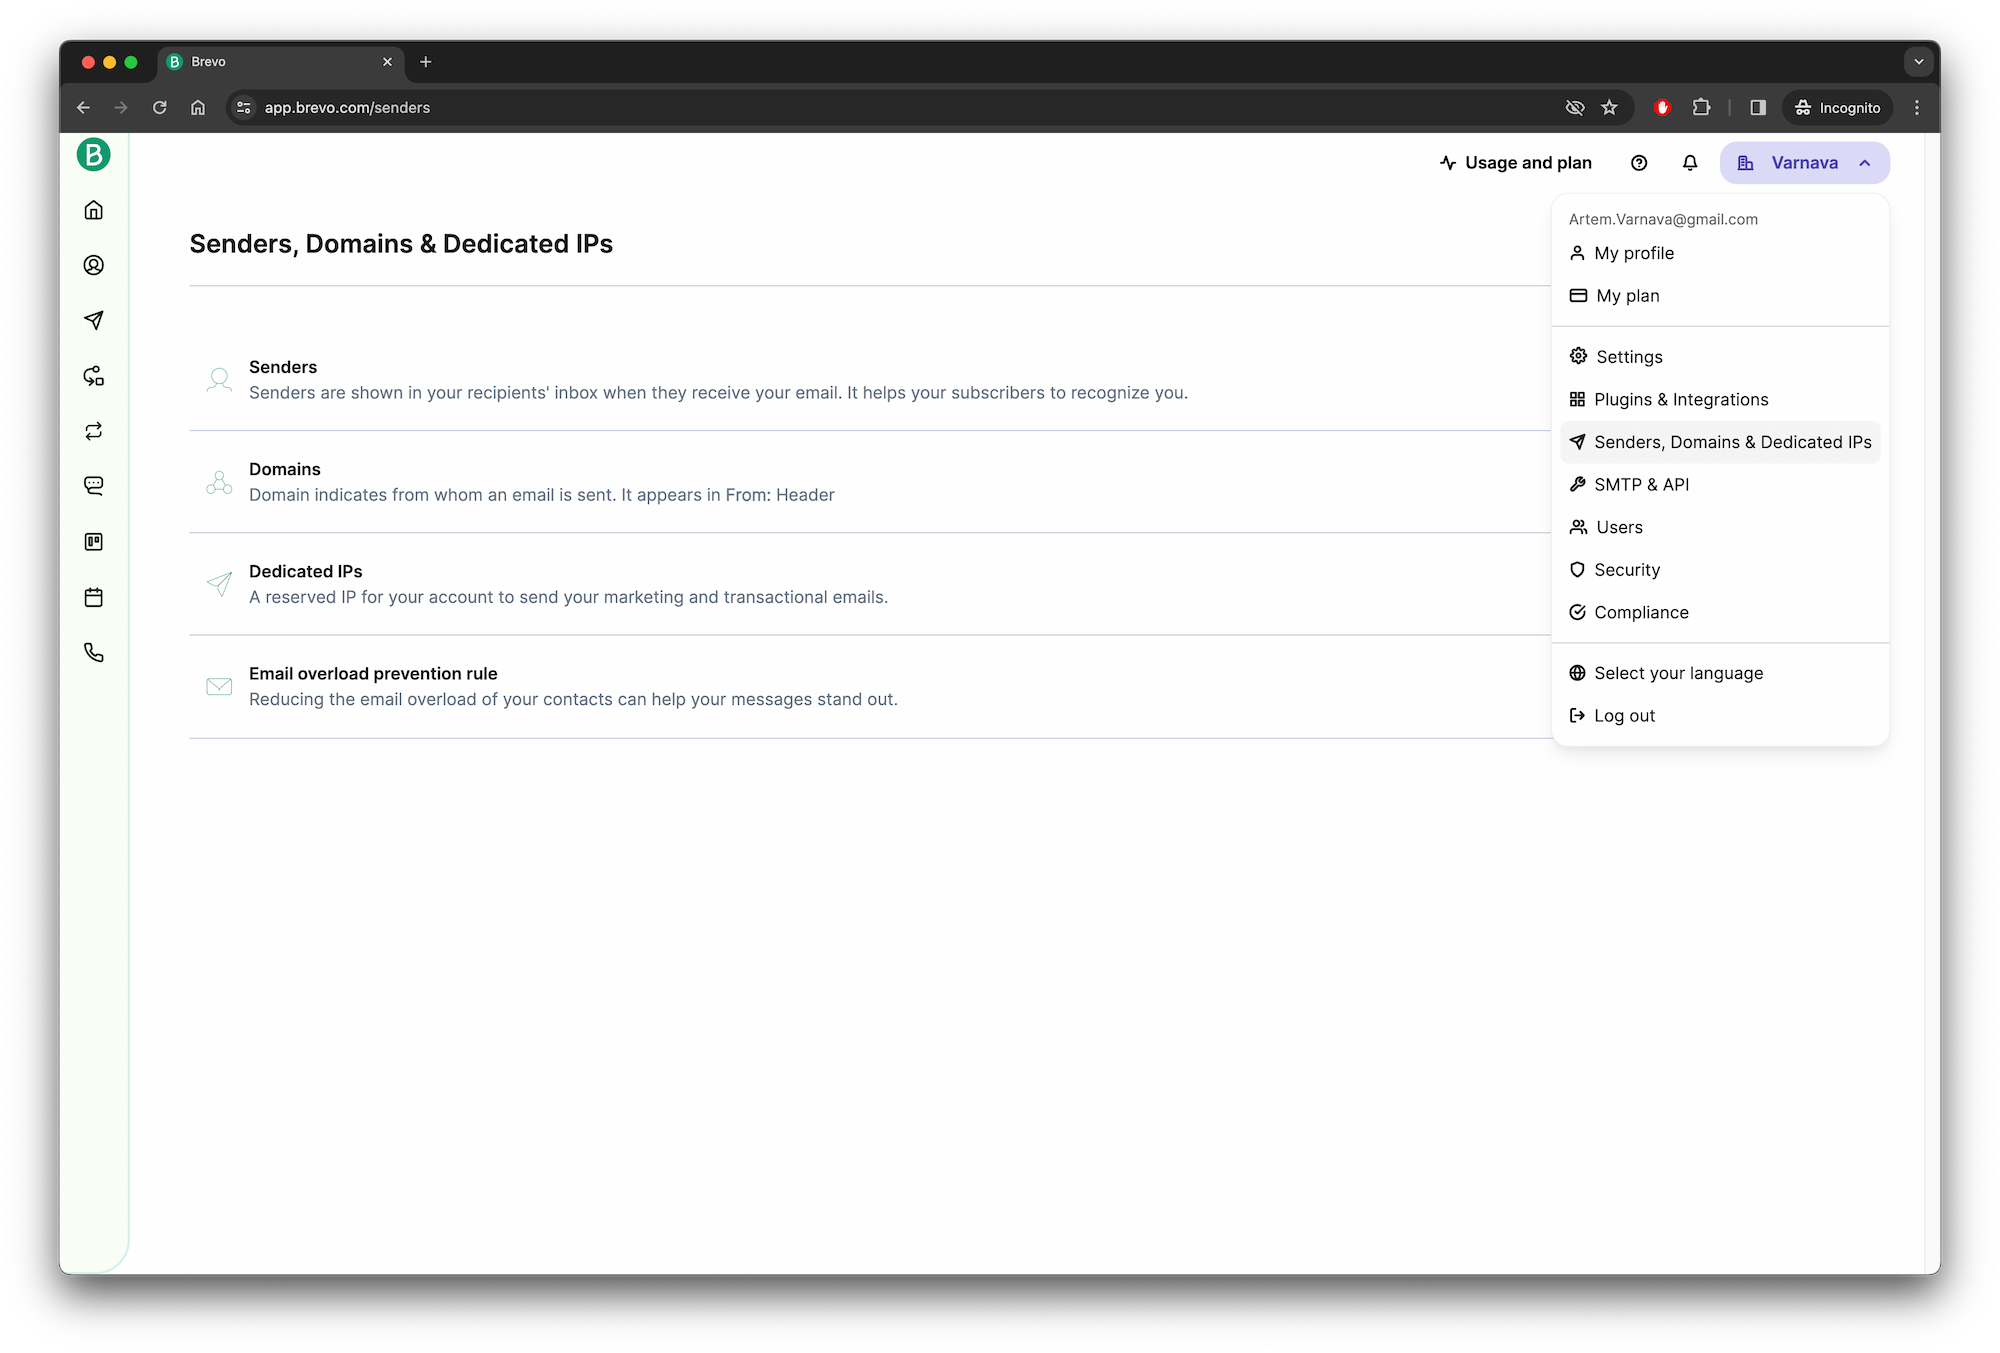 Brevo
app.brevo.com/senders
Incognito
B
Usage and plan
Varnava
Artem.Varnava@gmail.com
My profile
My plan
Settings
Plugins & Integrations
Senders, Domains & Dedicated IPs
SMTP & API
Users
Security
Compliance
Select your language
Log out
Senders, Domains & Dedicated IPs
Senders
Senders are shown in your recipients' inbox when they receive your email. It helps your subscribers to recognize you.
Domains
Domain indicates from whom an email is sent. It appears in From: Header
Dedicated IPs
A reserved IP for your account to send your marketing and transactional emails.
Email overload prevention rule
Reducing the email overload of your contacts can help your messages stand out.